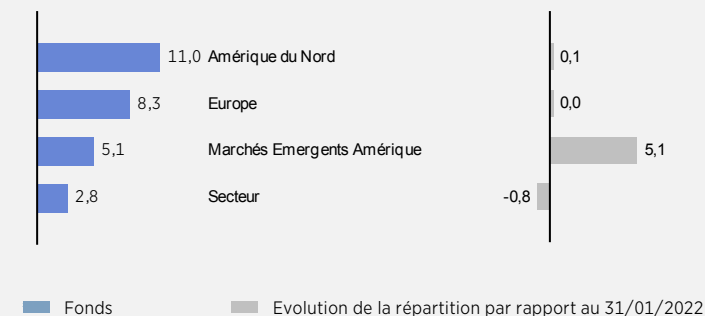 11,0 Amérique du Nord 0,1
8,3 Europe 0,0
5,1 Marchés Emergents Amérique 5,1
2,8 Secteur -0,8
Fonds Evolution de la répartition par rapport au 31/01/2022